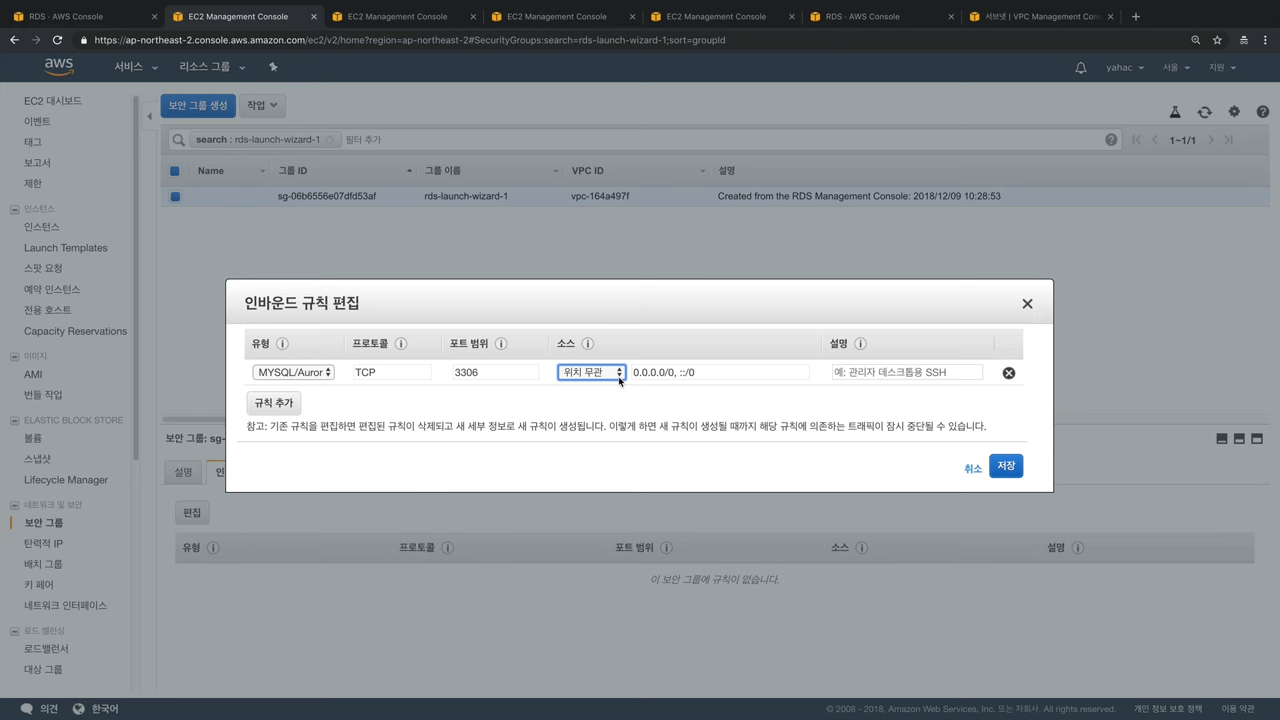 RDS · AWS Console
EC2 Management Console
EC2 Management Console
EC2 Management Console
EC2 Management Console
RDS · AWS Console
서브넷 | VPC Management Con
https://ap-northeast-2.console.aws.amazon.com/ec2/v2/home?region=ap-northeast-2#SecurityGroups:search=rds-launch-wizard-1;sort=groupId
aws 서비스 리소스 그룹 yahac 서울 지원
EC2 대시보드
이벤트
태그
보고서
제한
인스턴스
인스턴스
Launch Templates
스팟 요청
예약 인스턴스
전용 호스트
Capacity Reservations
이미지
AMI
번들 작업
ELASTIC BLOCK STORE
볼륨
스냅샷
Lifecycle Manager
네트워크 및 보안
보안 그룹
탄력적 IP
배치 그룹
키 페어
네트워크 인터페이스
로드 밸런싱
로드밸런서
대상 그룹
보안 그룹 생성 작업
search : rds-launch-wizard-1 필터 추가 1~1/1
Name 그룹 ID 그룹 이름 VPC ID 설명
sg-06b6556e07dfd53af rds-launch-wizard-1 vpc-164a497f Created from the RDS Management Console: 2018/12/09 10:28:53
인바운드 규칙 편집
유형 프로토콜 포트 범위 소스 설명
MYSQL/Auror TCP 3306 위치 무관 0.0.0.0/0, ::/0 예: 관리자 데스크톱용 SSH
규칙 추가
참고: 기존 규칙을 편집하면 편집된 규칙이 삭제되고 새 세부 정보로 새 규칙이 생성됩니다. 이렇게 하면 새 규칙이 생성될 때까지 해당 규칙에 의존하는 트래픽이 잠시 중단될 수 있습니다.
취소 저장
보안 그룹: sg-
설명 인
편집
유형 프로토콜 포트 범위 소스 설명
이 보안 그룹에 규칙이 없습니다.
의견 한국어 © 2008 - 2018, Amazon Web Services, Inc. 또는 자회사. All rights reserved. 개인 정보 보호 정책 이용 약관